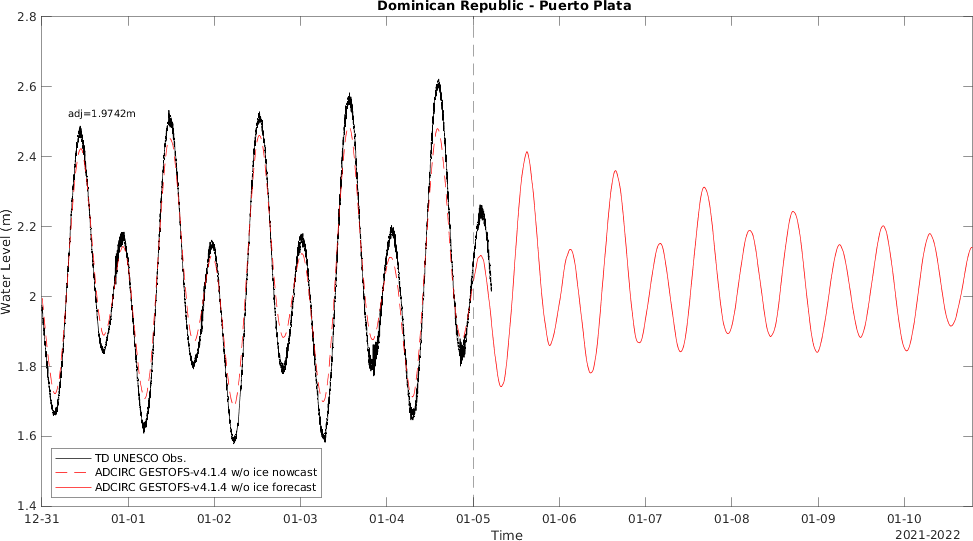 Dominican Republic - Puerto Plata
2.8
2.6
2.4
2.2
2
1.8
1.6
1.4
Water Level (m)
adj=1.9742m
TD UNESCO Obs.
ADCIRC GESTOFS-v4.1.4 w/o ice nowcast
ADCIRC GESTOFS-v4.1.4 w/o ice forecast
12-31 01-01 01-02 01-03 01-04 01-05 01-06 01-07 01-08 01-09 01-10
Time
2021-2022